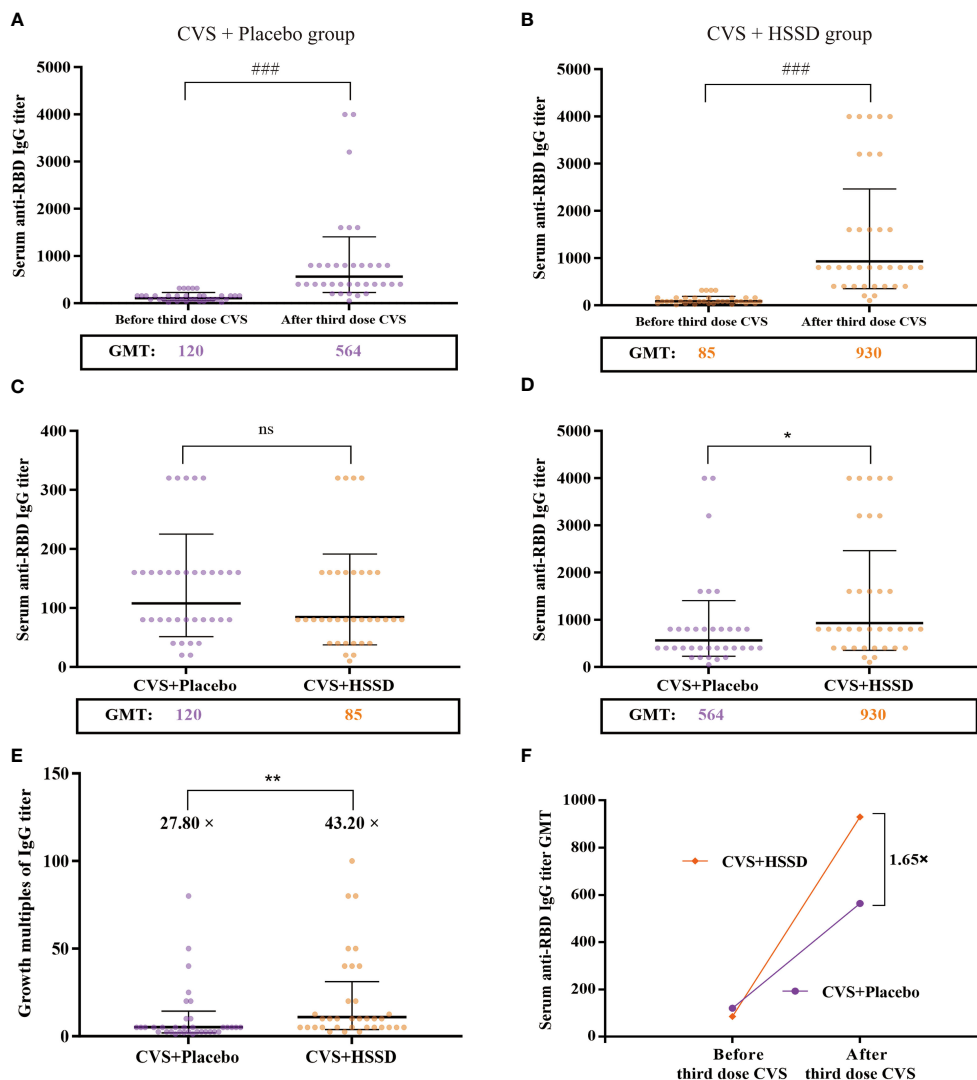 A
CVS + Placebo group
###
Serum anti-RBD IgG titer
5000
4000
3000
2000
1000
0
Before third dose CVS
After third dose CVS
GMT: 120 564
B
CVS + HSSD group
###
Serum anti-RBD IgG titer
5000
4000
3000
2000
1000
0
Before third dose CVS
After third dose CVS
GMT: 85 930
C
ns
Serum anti-RBD IgG titer
400
300
200
100
0
CVS+Placebo
CVS+HSSD
GMT: 120 85
D
*
Serum anti-RBD IgG titer
5000
4000
3000
2000
1000
0
CVS+Placebo
CVS+HSSD
GMT: 564 930
E
**
27.80 ×
43.20 ×
Growth multiples of IgG titer
150
100
50
0
CVS+Placebo
CVS+HSSD
F
Serum anti-RBD IgG titer GMT
1000
800
600
400
200
0
CVS+HSSD
1.65×
CVS+Placebo
Before
third dose CVS
After
third dose CVS